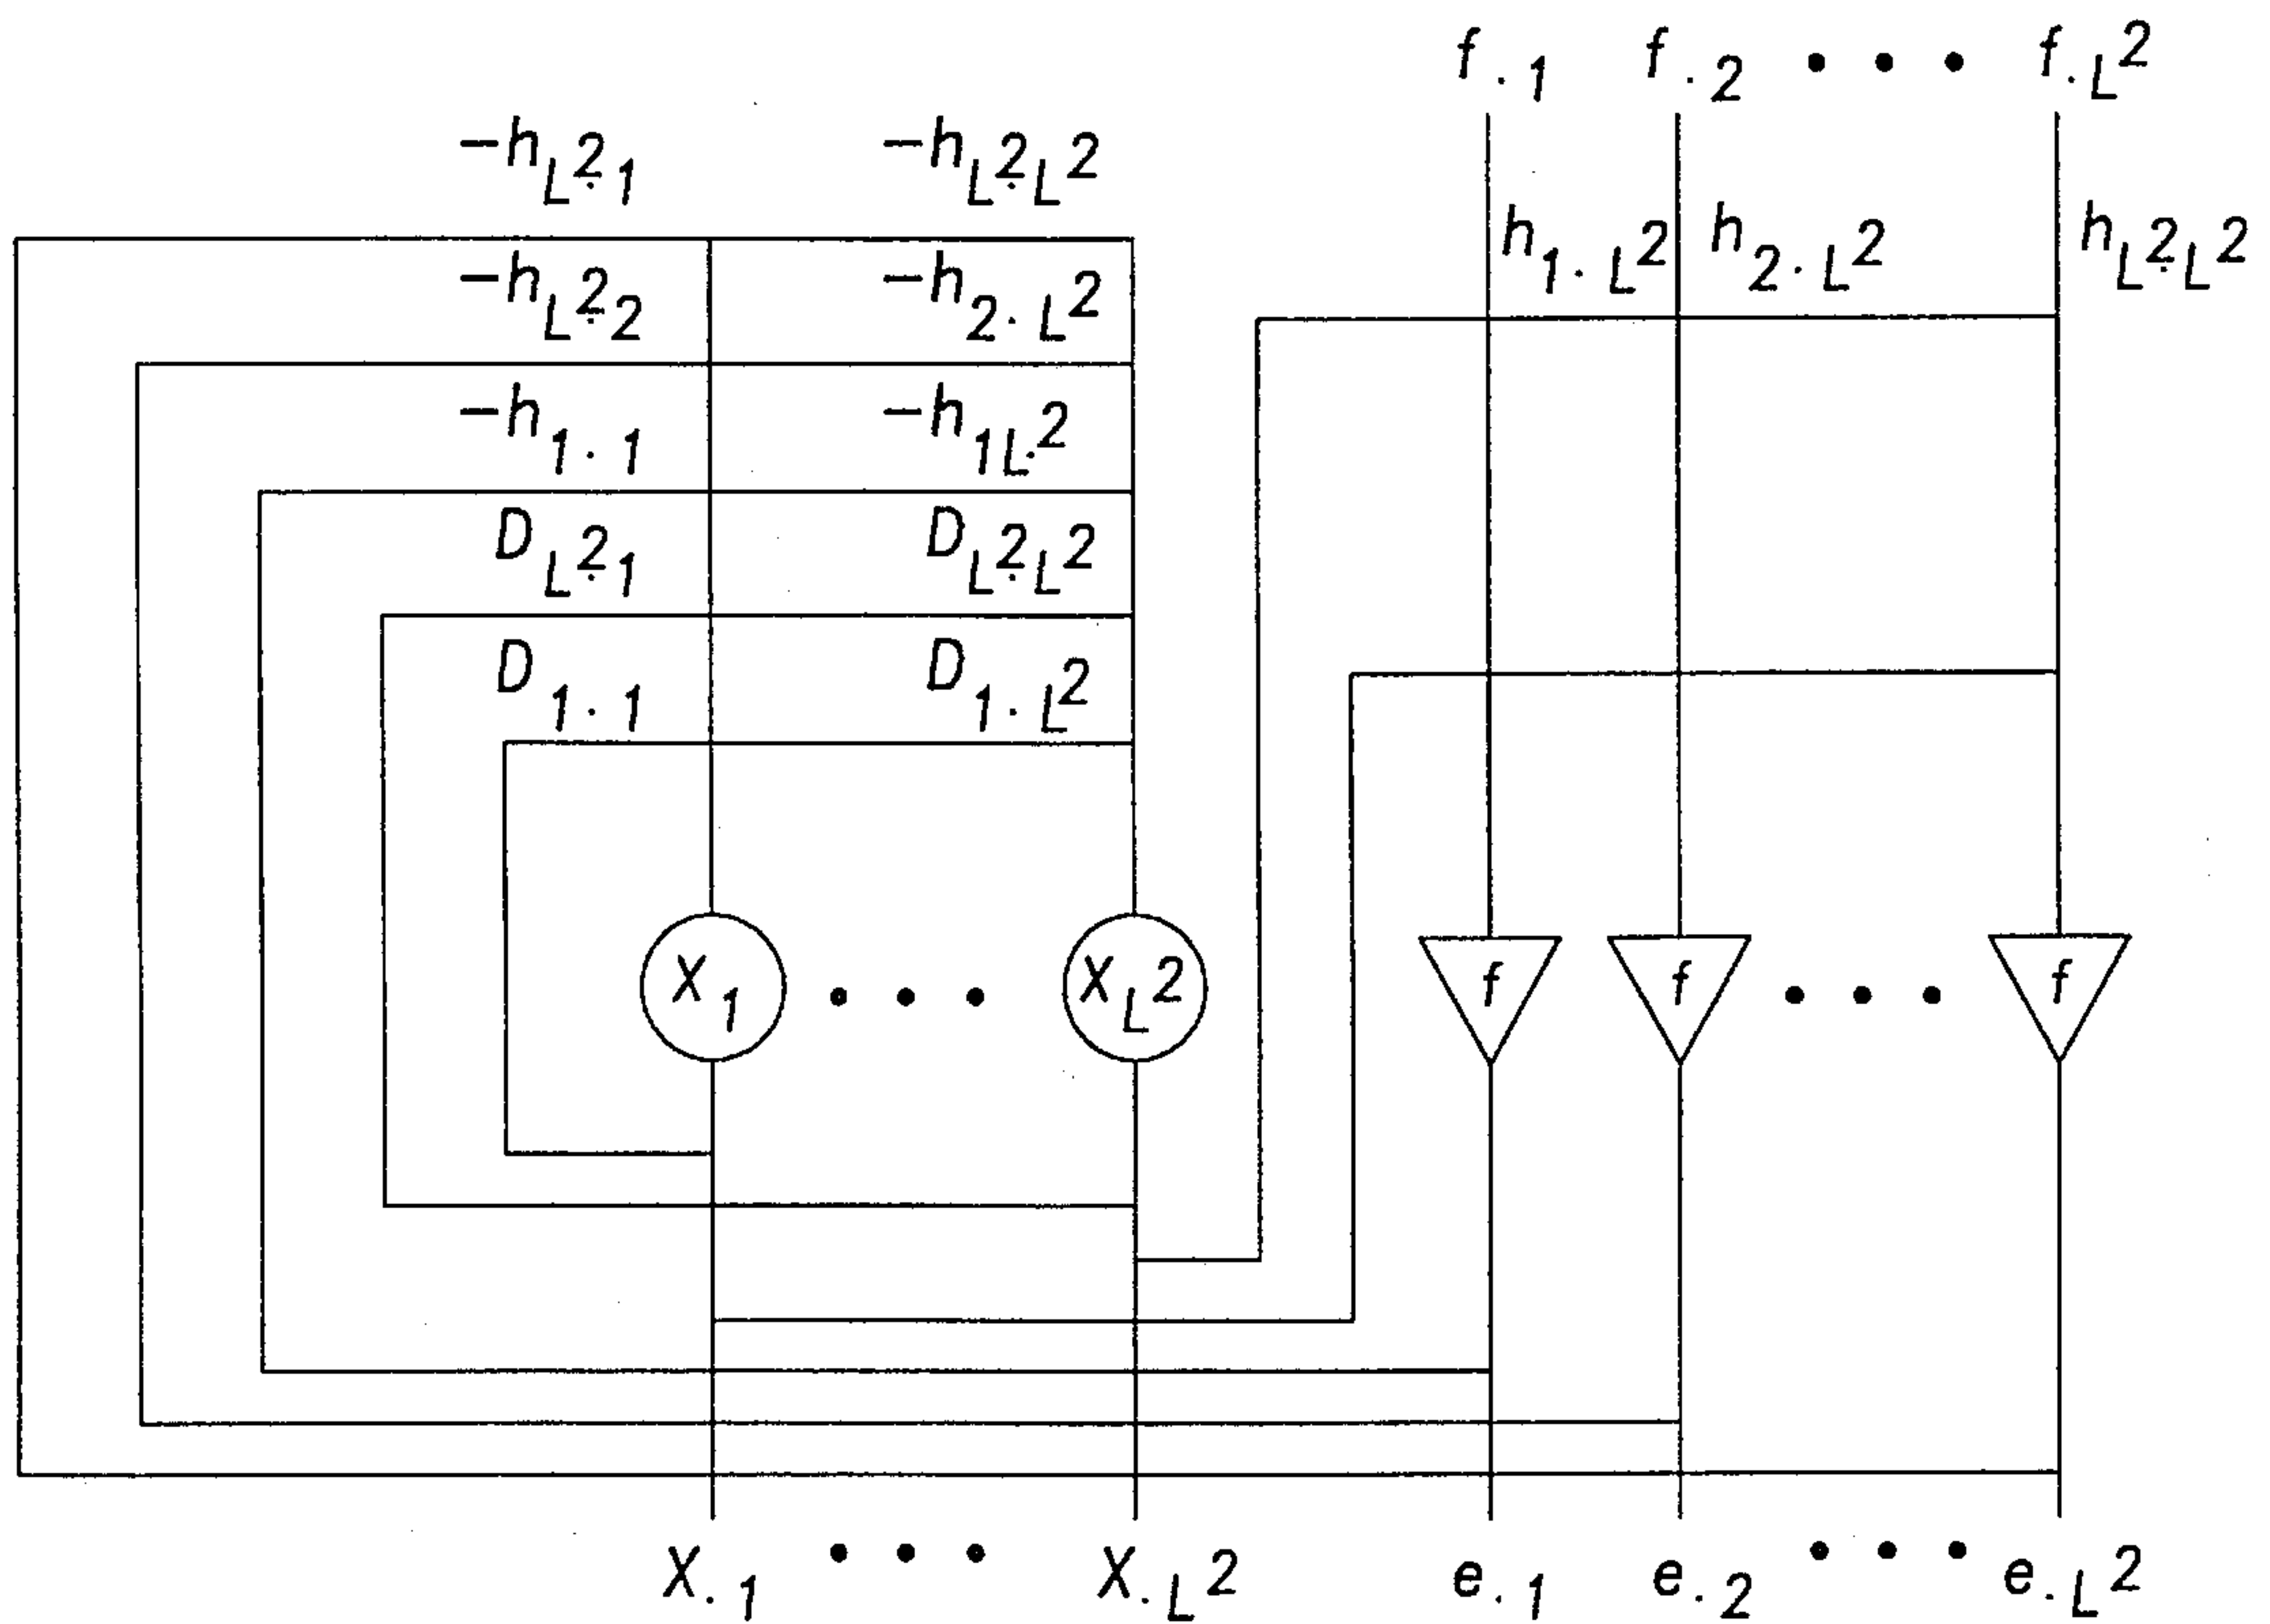 f.1 f.2 • • • f.L2
-hL2.1 -hL2.L2
h1.L2 h2.L2 hL2.L2
-hL2.2 -h2.L2
-h1.1 -h1L.2
DL2.1 DL2.L2
D1.1 D1.L2
X1 • • • XL2 f f • • • f
X.1 • • • X.L2 e.1 e.2 • • • e.L2